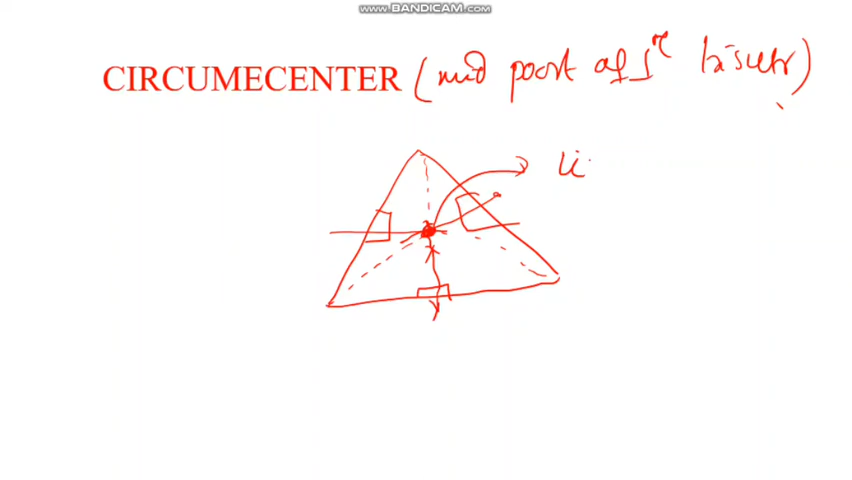 WWW.BANDICAM.COM
CIRCUMECENTER (mid point of ⊥r bisector)